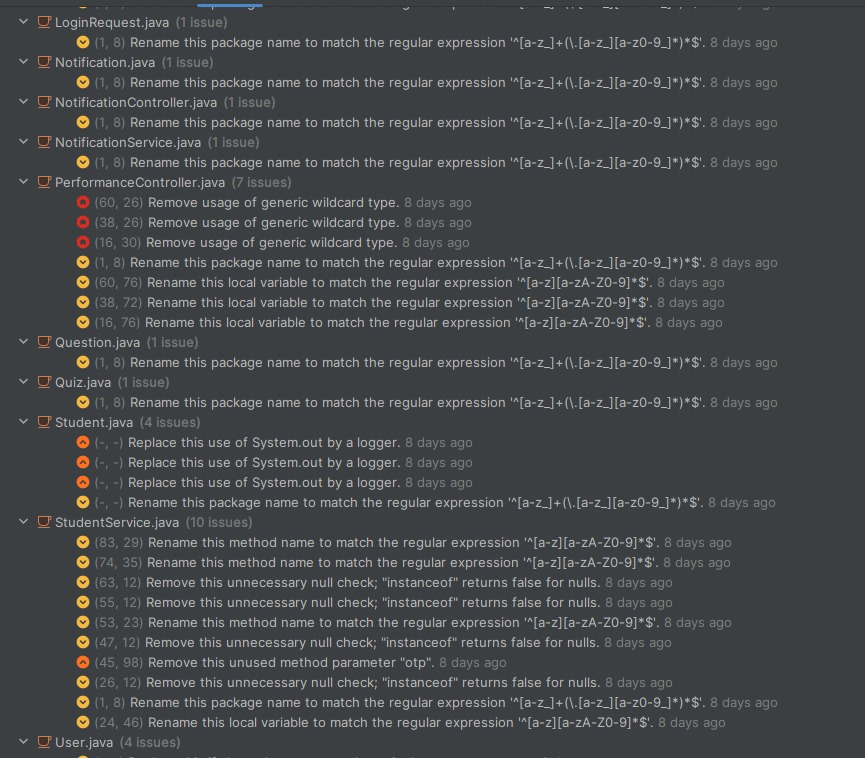 LoginRequest.java (1 issue)
(1, 8) Rename this package name to match the regular expression '^[a-z_]+(\.[a-z_][a-z0-9_]*)*$'. 8 days ago
Notification.java (1 issue)
(1, 8) Rename this package name to match the regular expression '^[a-z_]+(\.[a-z_][a-z0-9_]*)*$'. 8 days ago
NotificationController.java (1 issue)
(1, 8) Rename this package name to match the regular expression '^[a-z_]+(\.[a-z_][a-z0-9_]*)*$'. 8 days ago
NotificationService.java (1 issue)
(1, 8) Rename this package name to match the regular expression '^[a-z_]+(\.[a-z_][a-z0-9_]*)*$'. 8 days ago
PerformanceController.java (7 issues)
(60, 26) Remove usage of generic wildcard type. 8 days ago
(38, 26) Remove usage of generic wildcard type. 8 days ago
(16, 30) Remove usage of generic wildcard type. 8 days ago
(1, 8) Rename this package name to match the regular expression '^[a-z_]+(\.[a-z_][a-z0-9_]*)*$'. 8 days ago
(60, 76) Rename this local variable to match the regular expression '^[a-z][a-zA-Z0-9]*$'. 8 days ago
(38, 72) Rename this local variable to match the regular expression '^[a-z][a-zA-Z0-9]*$'. 8 days ago
(16, 76) Rename this local variable to match the regular expression '^[a-z][a-zA-Z0-9]*$'. 8 days ago
Question.java (1 issue)
(1, 8) Rename this package name to match the regular expression '^[a-z_]+(\.[a-z_][a-z0-9_]*)*$'. 8 days ago
Quiz.java (1 issue)
(1, 8) Rename this package name to match the regular expression '^[a-z_]+(\.[a-z_][a-z0-9_]*)*$'. 8 days ago
Student.java (4 issues)
(-, -) Replace this use of System.out by a logger. 8 days ago
(-, -) Replace this use of System.out by a logger. 8 days ago
(-, -) Replace this use of System.out by a logger. 8 days ago
(-, -) Rename this package name to match the regular expression '^[a-z_]+(\.[a-z_][a-z0-9_]*)*$'. 8 days ago
StudentService.java (10 issues)
(83, 29) Rename this method name to match the regular expression '^[a-z][a-zA-Z0-9]*$'. 8 days ago
(74, 35) Rename this method name to match the regular expression '^[a-z][a-zA-Z0-9]*$'. 8 days ago
(63, 12) Remove this unnecessary null check; "instanceof" returns false for nulls. 8 days ago
(55, 12) Remove this unnecessary null check; "instanceof" returns false for nulls. 8 days ago
(53, 23) Rename this method name to match the regular expression '^[a-z][a-zA-Z0-9]*$'. 8 days ago
(47, 12) Remove this unnecessary null check; "instanceof" returns false for nulls. 8 days ago
(45, 98) Remove this unused method parameter "otp". 8 days ago
(26, 12) Remove this unnecessary null check; "instanceof" returns false for nulls. 8 days ago
(1, 8) Rename this package name to match the regular expression '^[a-z_]+(\.[a-z_][a-z0-9_]*)*$'. 8 days ago
(24, 46) Rename this local variable to match the regular expression '^[a-z][a-zA-Z0-9]*$'. 8 days ago
User.java (4 issues)